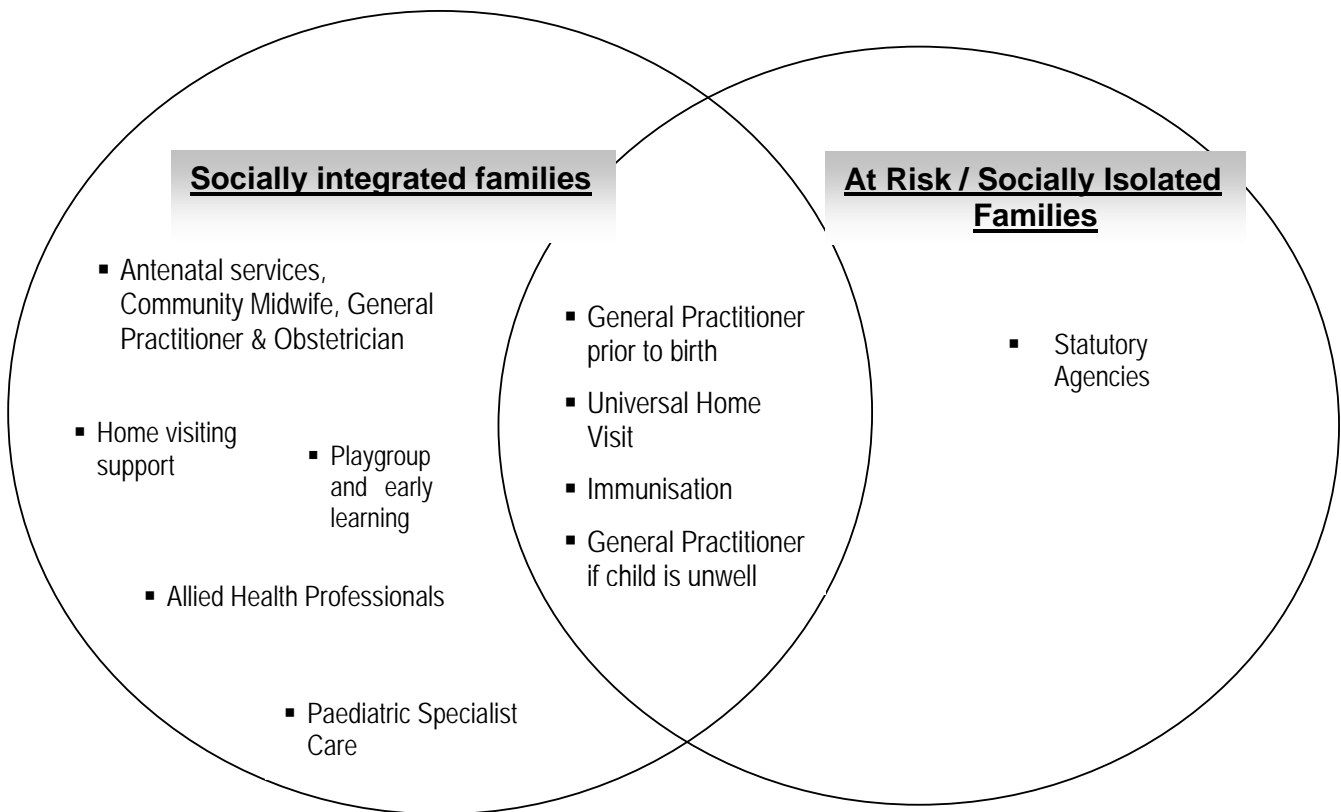 Socially integrated families
▪ Antenatal services,
Community Midwife, General
Practitioner & Obstetrician
▪ Home visiting
support
▪ Playgroup
and early
learning
▪ Allied Health Professionals
▪ Paediatric Specialist
Care
▪ General Practitioner
prior to birth
▪ Universal Home
Visit
▪ Immunisation
▪ General Practitioner
if child is unwell
At Risk / Socially Isolated
Families
▪ Statutory
Agencies